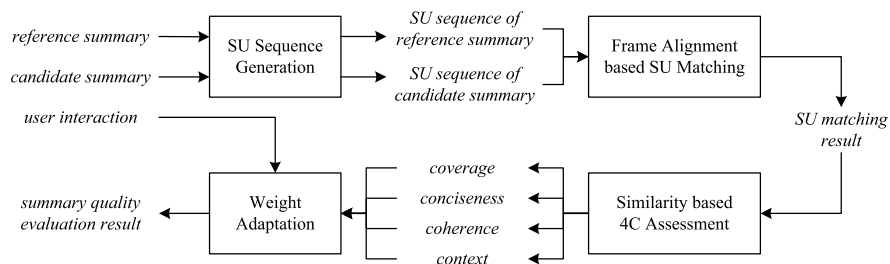 reference summary
candidate summary
SU Sequence
Generation
SU sequence of
reference summary
SU sequence of
candidate summary
Frame Alignment
based SU Matching
SU matching
result
user interaction
summary quality
evaluation result
Weight
Adaptation
coverage
conciseness
coherence
context
Similarity based
4C Assessment